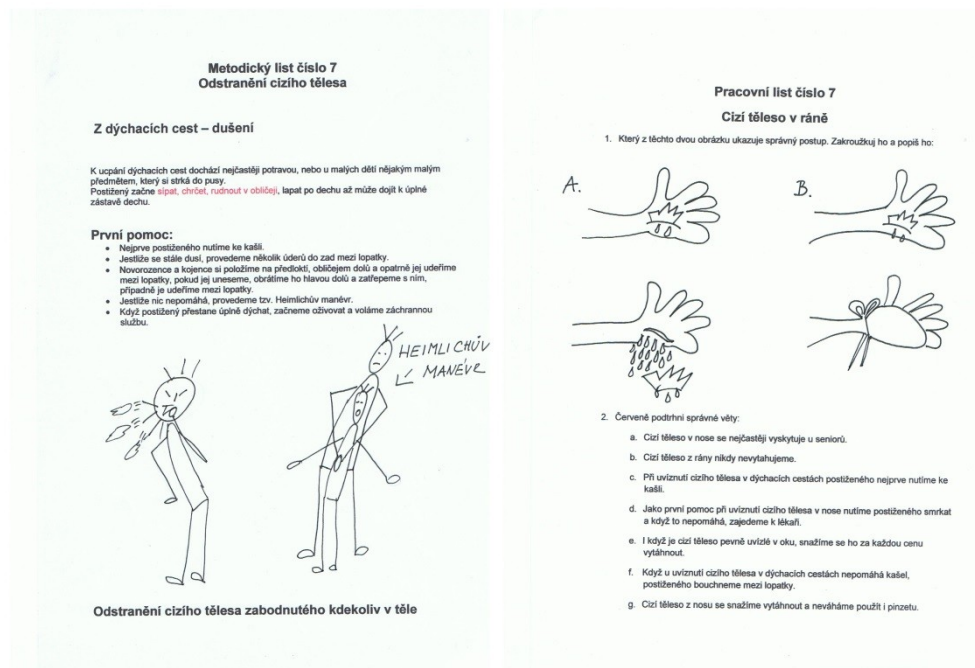 Metodický list číslo 7
Odstranění cizího tělesa
Z dýchacích cest – dušení
K ucpání dýchacích cest dochází nejčastěji potravou, nebo u malých dětí nějakým malým
předmětem, který si strká do pusy.
Postižený začne sípat, chrčet, rudnout v obličeji, lapat po dechu až může dojít k úplné
zástavě dechu.
První pomoc:
• Nejprve postiženého nutíme ke kašli.
• Jestliže se stále dusí, provedeme několik úderů do zad mezi lopatky.
• Novorozence a kojence si položíme na předloktí, obličejem dolů a opatrně jej udeříme
mezi lopatky, pokud jej uneseme, obrátíme ho hlavou dolů a zatřepeme s ním,
případně je udeříme mezi lopatky.
• Jestliže nic nepomáhá, provedeme tzv. Heimlichův manévr.
• Když postižený přestane úplně dýchat, začneme oživovat a voláme záchrannou
službu.
HEIMLICHŮV
MANÉVR
Odstranění cizího tělesa zabodnutého kdekoliv v těle
Pracovní list číslo 7
Cizí těleso v ráně
1. Který z těchto dvou obrázku ukazuje správný postup. Zakroužkuj ho a popiš ho:
A.
B.
2. Červeně podtrhni správné věty:
a. Cizí těleso v nose se nejčastěji vyskytuje u seniorů.
b. Cizí těleso z rány nikdy nevytahujeme.
c. Při uvíznutí cizího tělesa v dýchacích cestách postiženého nejprve nutíme ke
kašli.
d. Jako první pomoc při uvíznutí cizího tělesa v nose nutíme postiženého smrkat
a když to nepomáhá, zajedeme k lékaři.
e. I když je cizí těleso pevně uvízlé v oku, snažíme se ho za každou cenu
vytáhnout.
f. Když u uvíznutí cizího tělesa v dýchacích cestách nepomáhá kašel,
postiženého bouchneme mezi lopatky.
g. Cizí těleso z nosu se snažíme vytáhnout a neváháme použít i pinzetu.